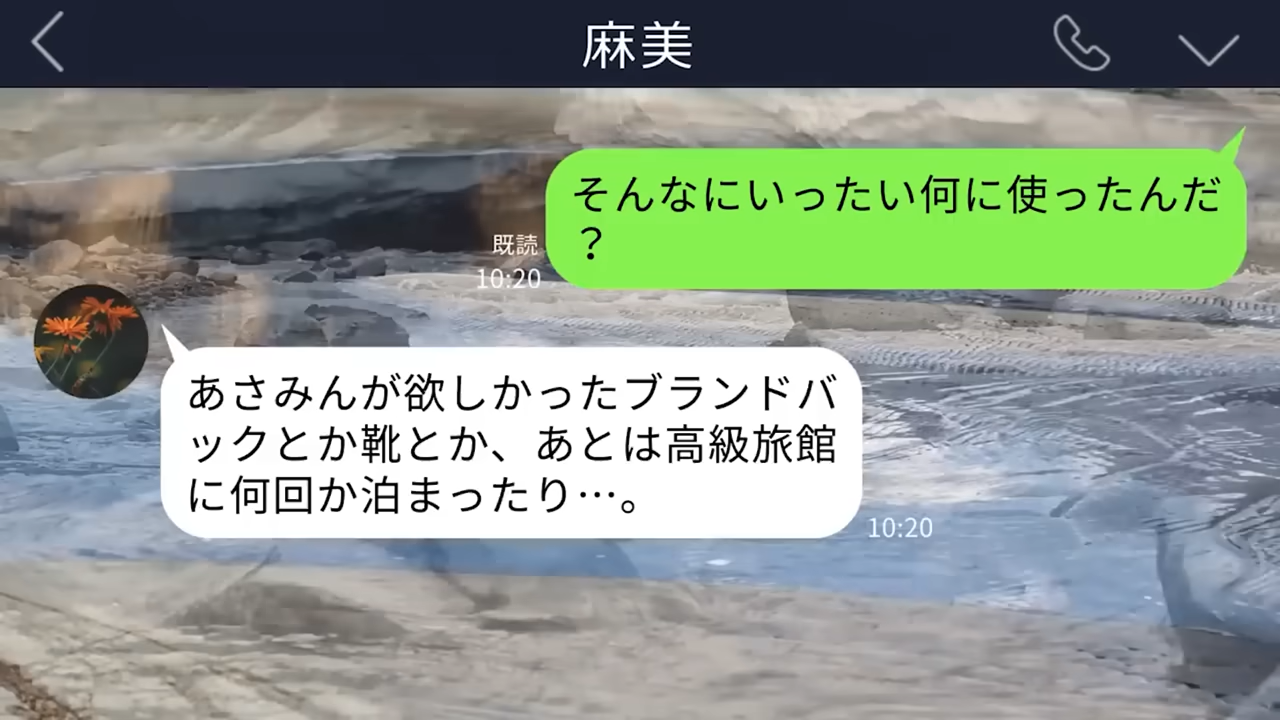 麻美
そんなにいったい何に使ったんだ
？
既読
10:20
あさみんが欲しかったブランドバ
ックとか靴とか、あとは高級旅館
に何回か泊まったり…。
10:20